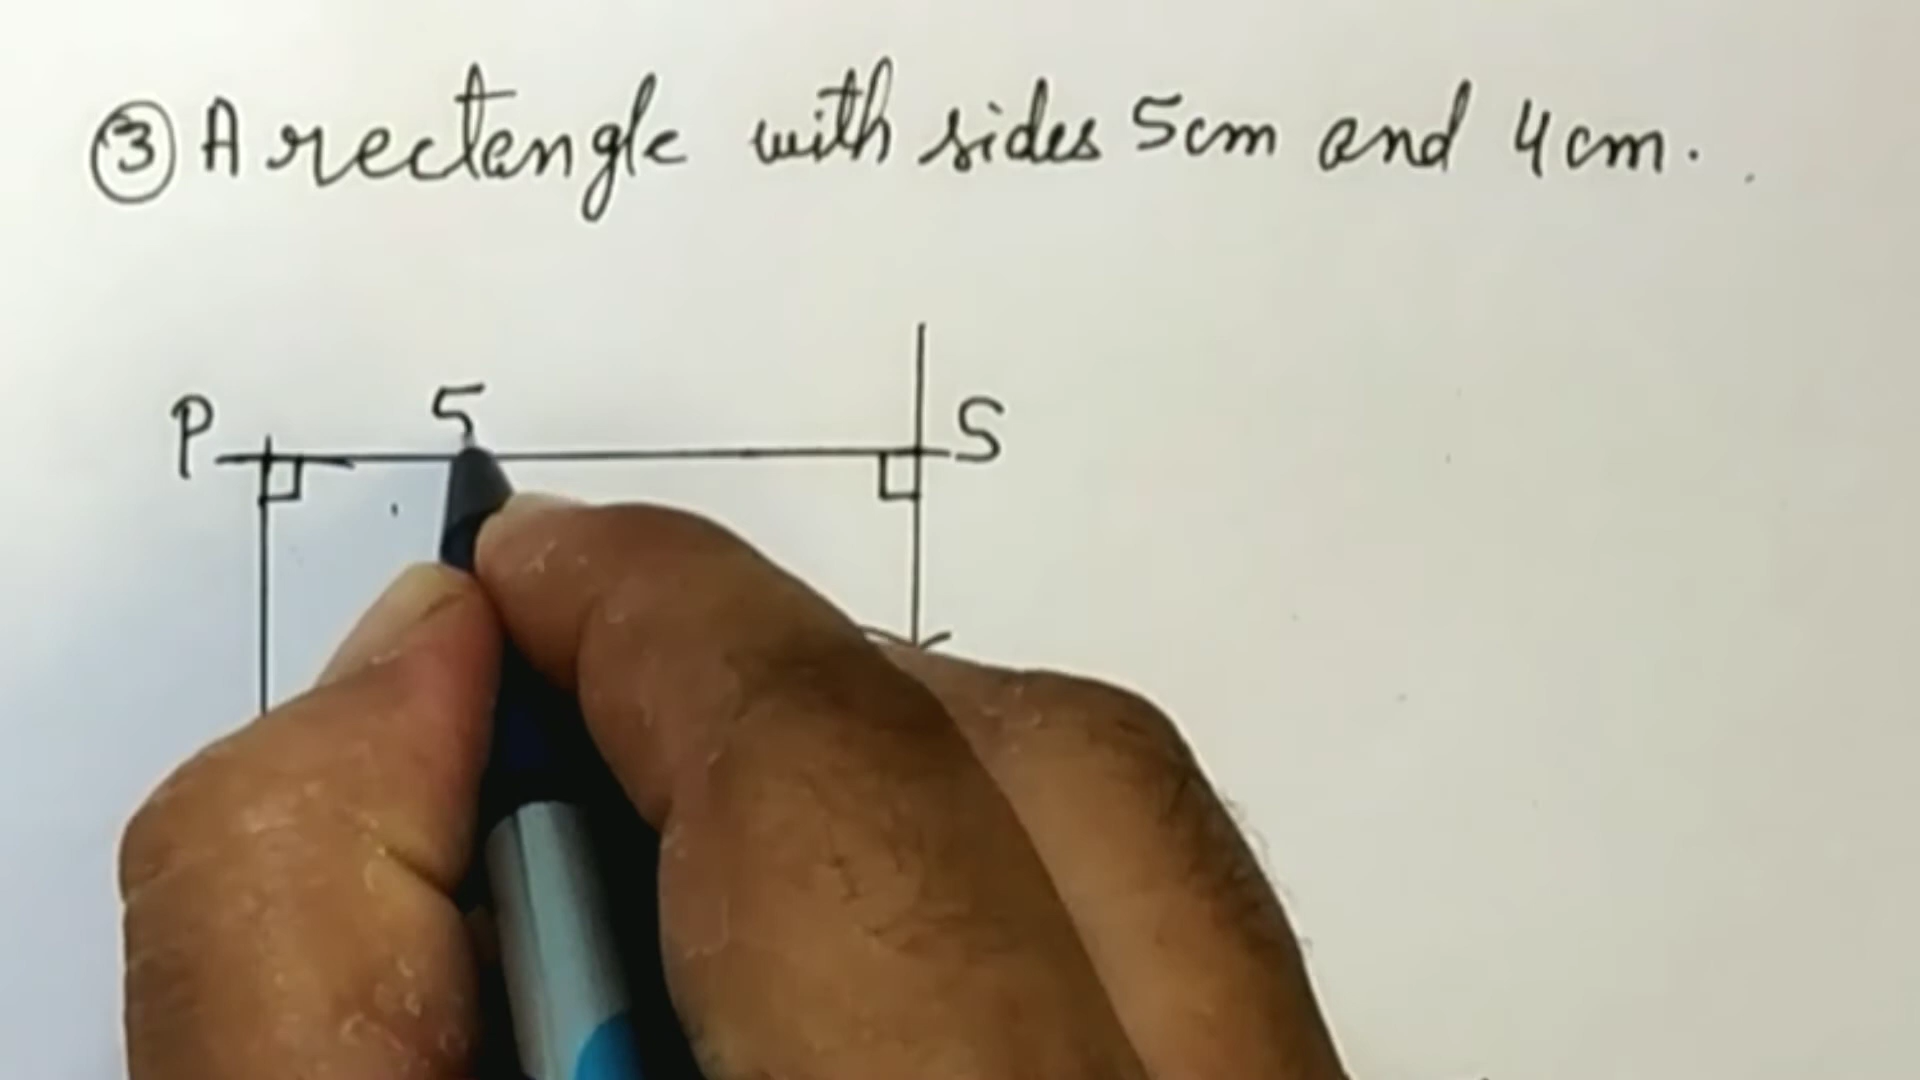 ③ A rectangle with sides 5cm and 4cm.
5
P S